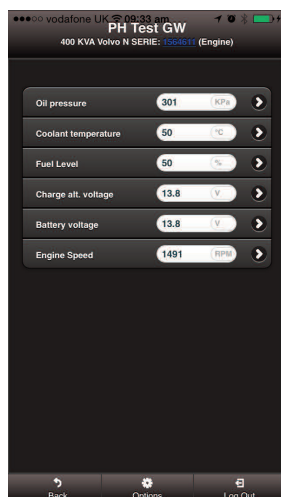 vodafone UK 09:33 am
PH Test GW
400 KVA Volvo N SERIE: (Engine)
Oil pressure 301 KPa
Coolant temperature 50 °C
Fuel Level 50 %
Charge alt. voltage 13.8 V
Battery voltage 13.8 V
Engine Speed 1491 RPM
Back Options Log Out